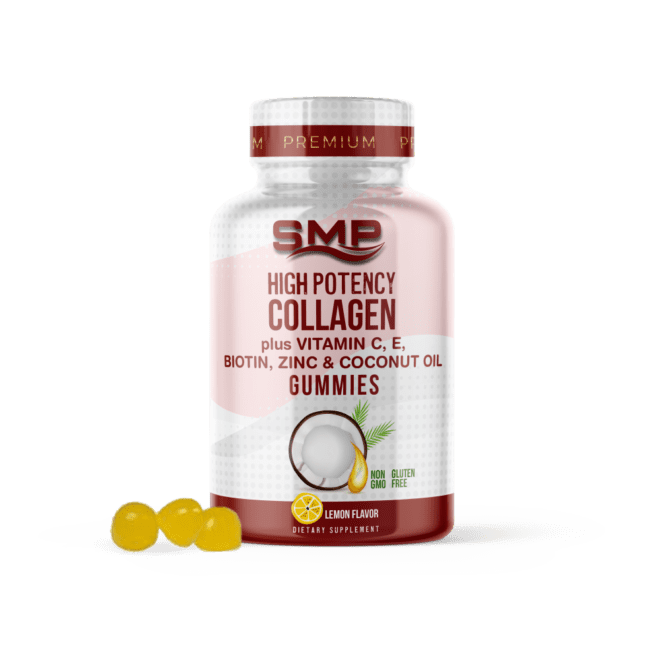 PREMIUM
SMP
HIGH POTENCY
COLLAGEN
plus VITAMIN C, E,
BIOTIN, ZINC & COCONUT OIL
GUMMIES
NON
GMO
GLUTEN
FREE
LEMON FLAVOR
DIETARY SUPPLEMENT